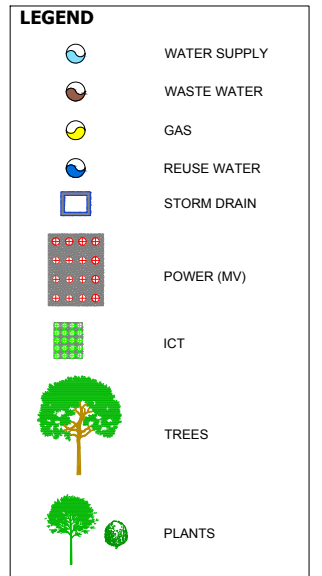 LEGEND
WATER SUPPLY
WASTE WATER
GAS
REUSE WATER
STORM DRAIN
POWER (MV)
ICT
TREES
PLANTS